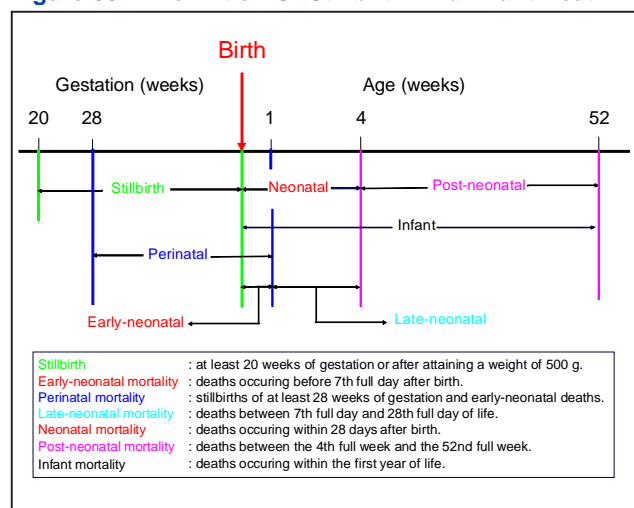 Birth
Gestation (weeks) Age (weeks)
20 28 1 4 52
Stillbirth Neonatal Post-neonatal
Infant
Perinatal
Early-neonatal Late-neonatal
Stillbirth : at least 20 weeks of gestation or after attaining a weight of 500 g.
Early-neonatal mortality : deaths occuring before 7th full day after birth.
Perinatal mortality : stillbirths of at least 28 weeks of gestation and early-neonatal deaths.
Late-neonatal mortality : deaths between 7th full day and 28th full day of life.
Neonatal mortality : deaths occuring within 28 days after birth.
Post-neonatal mortality : deaths between the 4th full week and the 52nd full week.
Infant mortality : deaths occuring within the first year of life.